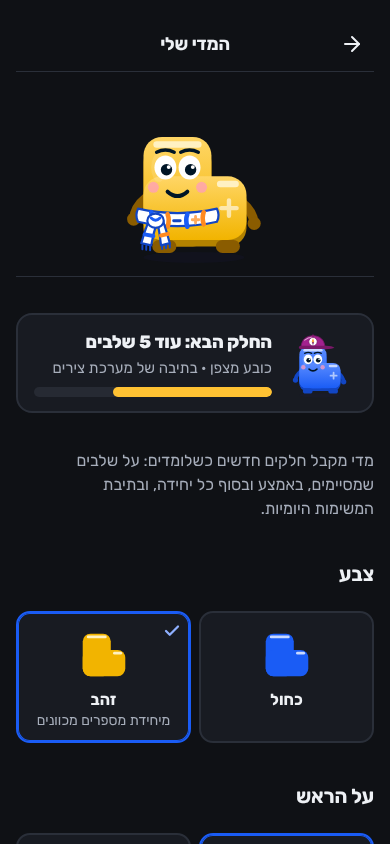 המדי שלי
החלק הבא: עוד 5 שלבים
כובע מצפן • בתיבה של מערכת צירים
מדי מקבל חלקים חדשים כשלומדים: על שלבים
שמסיימים, באמצע ובסוף כל יחידה, ובתיבת
המשימות היומיות.
צבע
כחול
זהב
מיחידת מספרים מכוונים
על הראש